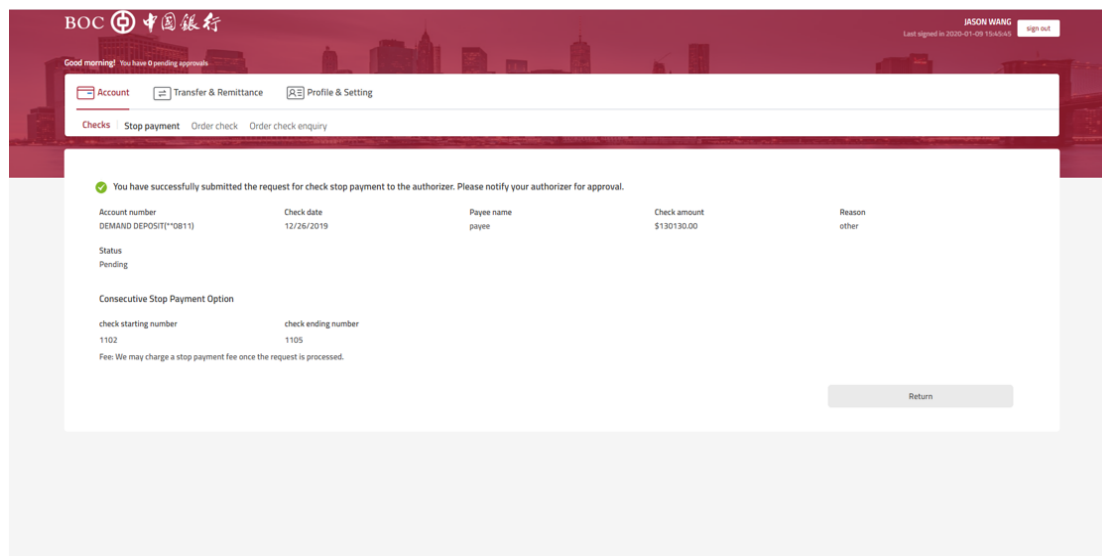 BOC 中国银行
JASON WANG
Last signed in 2020-01-09 15:45:45
sign out
Good morning! You have 0 pending approvals
Account Transfer & Remittance Profile & Setting
Checks Stop payment Order check Order check enquiry
You have successfully submitted the request for check stop payment to the authorizer. Please notify your authorizer for approval.
Account number Check date Payee name Check amount Reason
DEMAND DEPOSIT(**0811) 12/26/2019 payee $130130.00 other
Status
Pending
Consecutive Stop Payment Option
check starting number check ending number
1102 1105
Fee: We may charge a stop payment fee once the request is processed.
Return